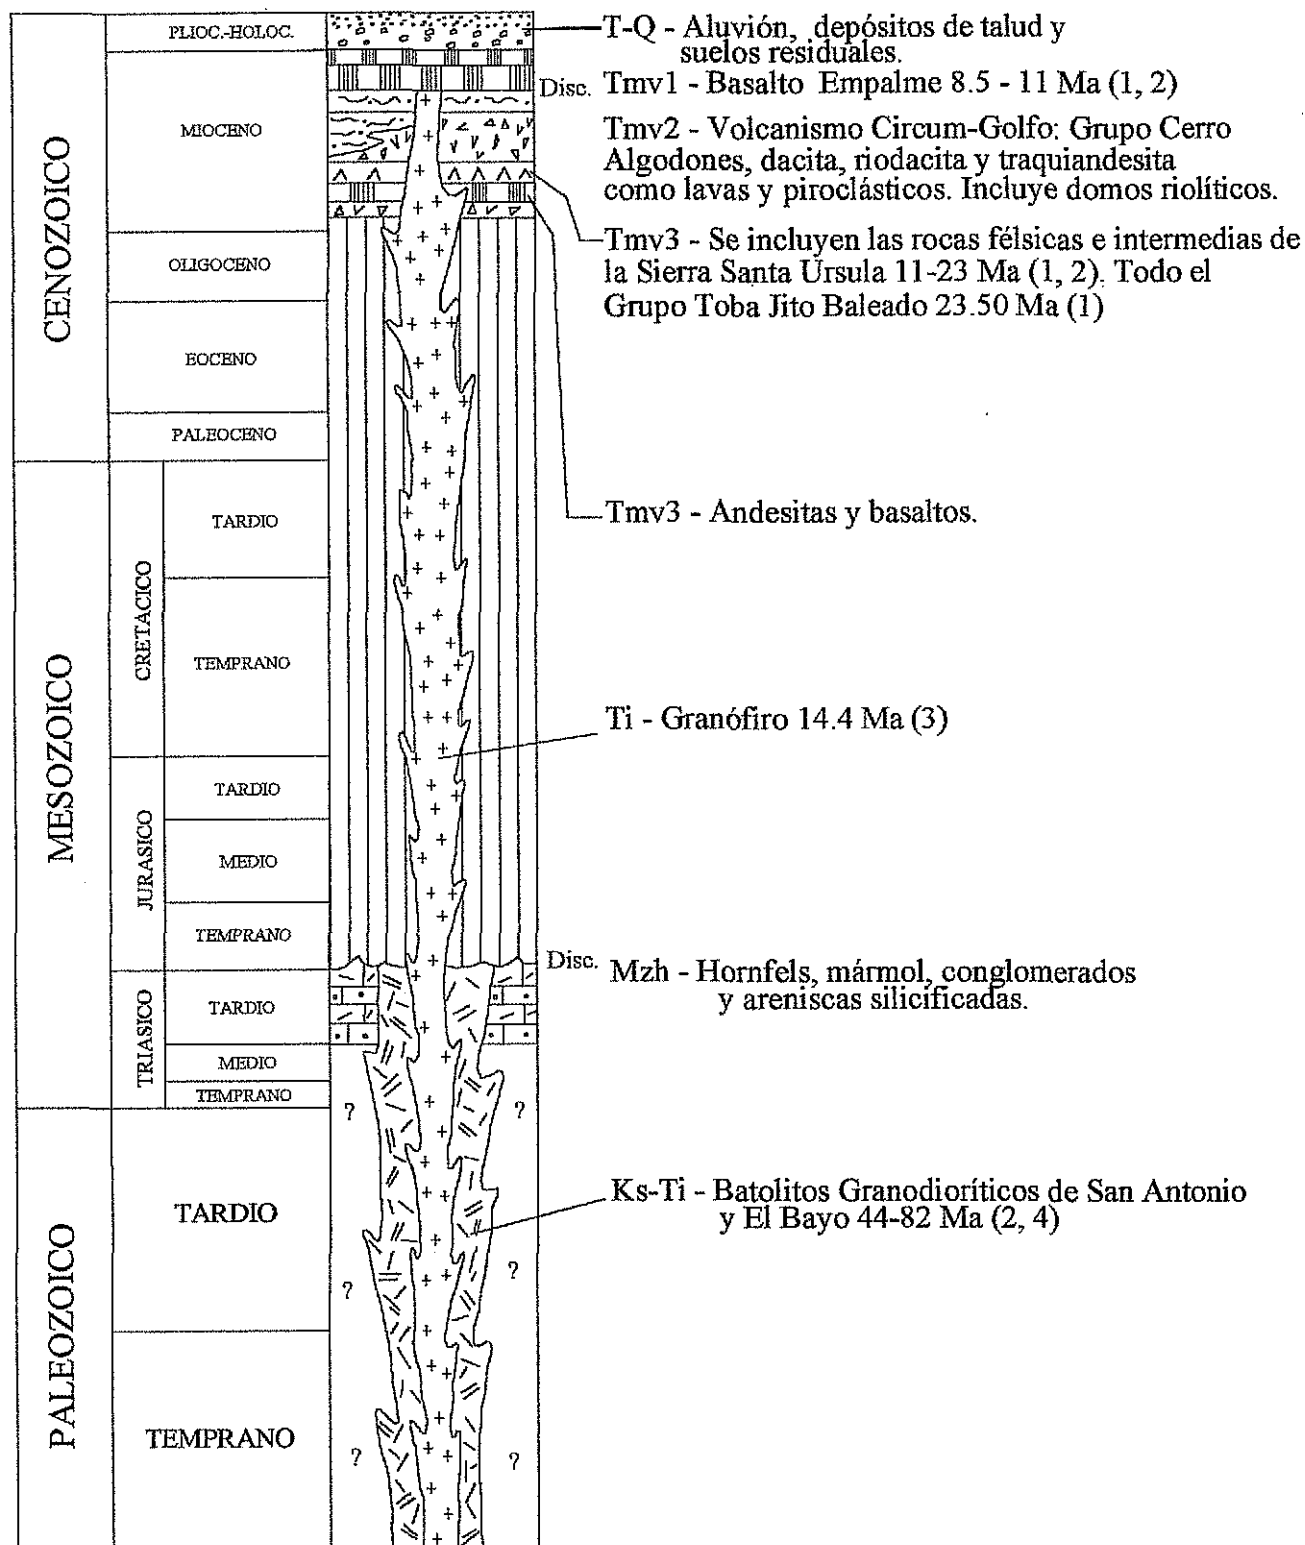 CENOZOICO
PLIOC.-HOLOC.
MIOCENO
OLIGOCENO
EOCENO
PALEOCENO
MESOZOICO
CRETACICO
TARDIO
TEMPRANO
JURASICO
TARDIO
MEDIO
TEMPRANO
TRIASICO
TARDIO
MEDIO
TEMPRANO
PALEOZOICO
TARDIO
TEMPRANO
T-Q - Aluvión, depósitos de talud y
suelos residuales.
Disc.
Tmv1 - Basalto Empalme 8.5 - 11 Ma (1, 2)
Tmv2 - Volcanismo Circum-Golfo: Grupo Cerro
Algodones, dacita, riodacita y traquiandesita
como lavas y piroclásticos. Incluye domos riolíticos.
Tmv3 - Se incluyen las rocas félsicas e intermedias de
la Sierra Santa Ursula 11-23 Ma (1, 2). Todo el
Grupo Toba Jito Baleado 23.50 Ma (1)
Tmv3 - Andesitas y basaltos.
Ti - Granófiro 14.4 Ma (3)
Disc.
Mzh - Hornfels, mármol, conglomerados
y areniscas silicificadas.
? ?
Ks-Ti - Batolitos Granodioríticos de San Antonio
y El Bayo 44-82 Ma (2, 4)
? ?
? ?